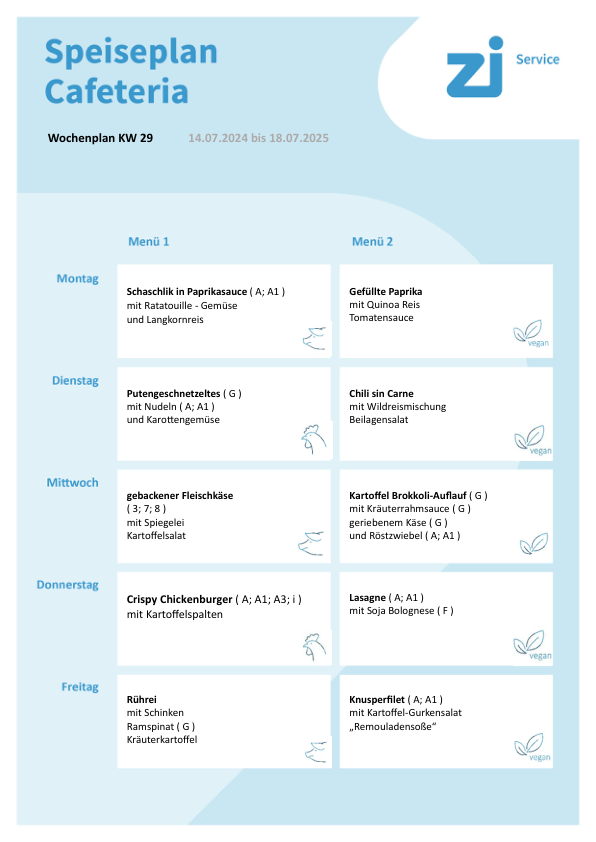 Speiseplan
Cafeteria
zi Service
Wochenplan KW 29 14.07.2024 bis 18.07.2025
Menü 1
Menü 2
Montag
Schaschlik in Paprikasauce ( A; A1 )
mit Ratatouille - Gemüse
und Langkornreis
Gefüllte Paprika
mit Quinoa Reis
Tomatensauce
vegan
Dienstag
Putengeschnetzeltes ( G )
mit Nudeln ( A; A1 )
und Karottengemüse
Chili sin Carne
mit Wildreismischung
Beilagensalat
vegan
Mittwoch
gebackener Fleischkäse
( 3; 7; 8 )
mit Spiegelei
Kartoffelsalat
Kartoffel Brokkoli-Auflauf ( G )
mit Kräuterrahmsauce ( G )
geriebenem Käse ( G )
und Röstzwiebel ( A; A1 )
Donnerstag
Crispy Chickenburger ( A; A1; A3; i )
mit Kartoffelspalten
Lasagne ( A; A1 )
mit Soja Bolognese ( F )
vegan
Freitag
Rührei
mit Schinken
Ramspinat ( G )
Kräuterkartoffel
Knusperfilet ( A; A1 )
mit Kartoffel-Gurkensalat
„Remouladensoße“
vegan